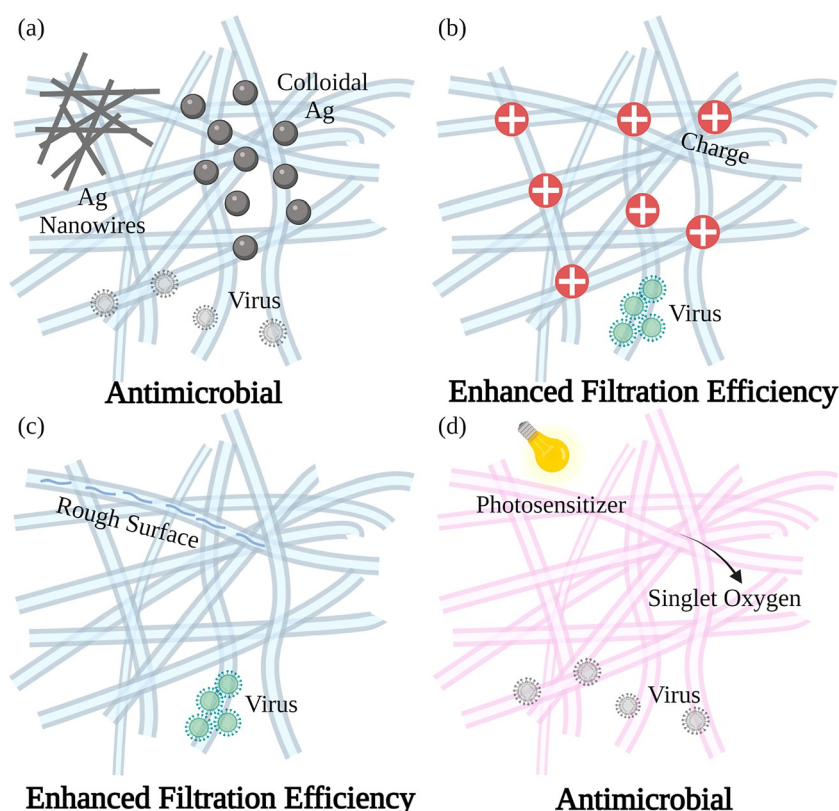 (a)
Colloidal
Ag
Ag
Nanowires
Virus
Antimicrobial
(b)
Charge
Virus
Enhanced Filtration Efficiency
(c)
Rough Surface
Virus
Enhanced Filtration Efficiency
(d)
Photosensitizer
Singlet Oxygen
Virus
Antimicrobial